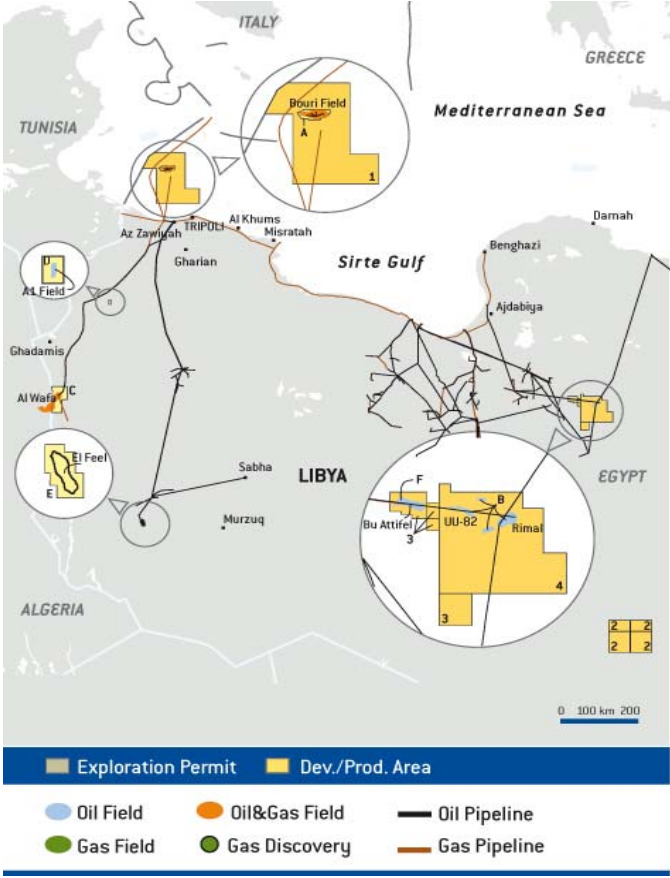 ITALY
GREECE
Bouri Field
A
Mediterranean Sea
TUNISIA
1
Darnah
TRIPOLI
Al Khums
Az Zawiyah
Misratah
Gharian
Sirte Gulf
Benghazi
D
A1 Field
Ajdabiya
Ghadamis
C
Al Wafa
El Feel
E
Sabha
LIBYA
EGYPT
F
B
Bu Attifel
UU-82
Rimal
3
Murzuq
4
3
ALGERIA
2 2
2 2
0 100 km 200
Exploration Permit Dev./Prod. Area
Oil Field Oil&Gas Field Oil Pipeline
Gas Field Gas Discovery Gas Pipeline